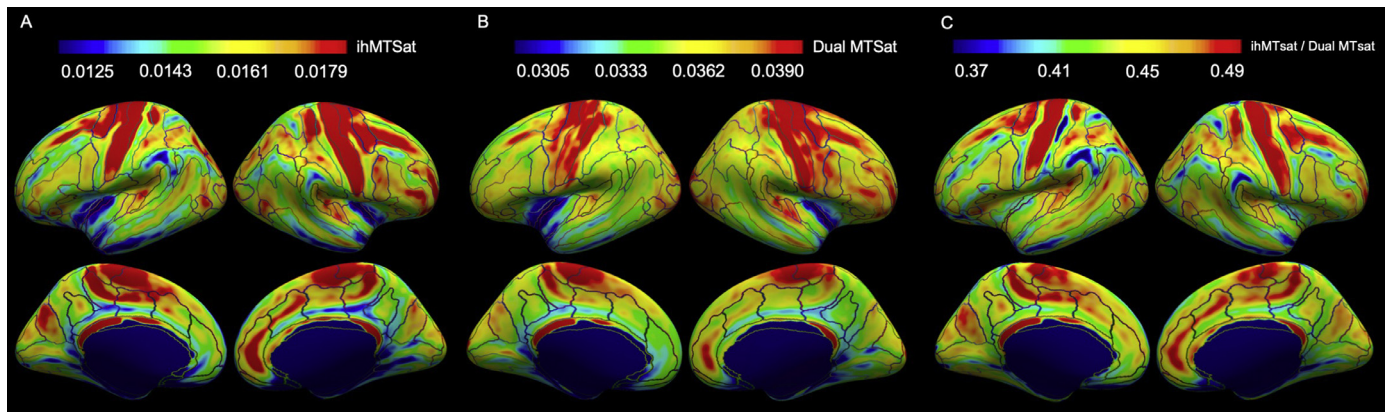 A
ihMTSat
0.0125 0.0143 0.0161 0.0179
B
Dual MTSat
0.0305 0.0333 0.0362 0.0390
C
ihMTsat / Dual MTsat
0.37 0.41 0.45 0.49